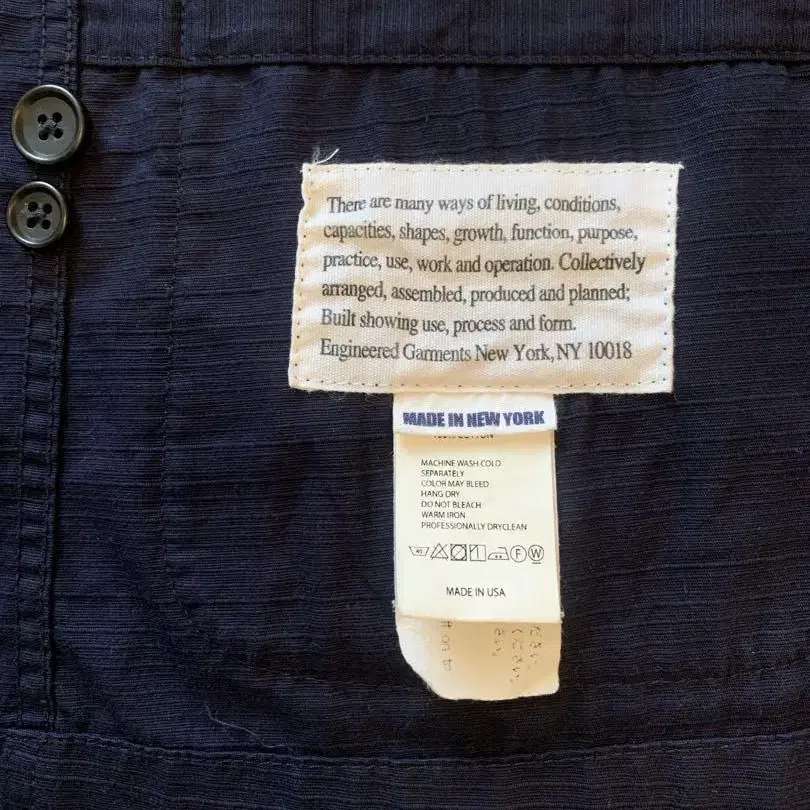 There are many ways of living, conditions,
capacities, shapes, growth, function, purpose,
practice, use, work and operation. Collectively
arranged, assembled, produced and planned;
Built showing use, process and form.
Engineered Garments New York, NY 10018
MADE IN NEW YORK
100% COTTON
MACHINE WASH COLD
SEPARATELY
COLOR MAY BLEED
HANG DRY
DO NOT BLEACH
WARM IRON
PROFESSIONALLY DRYCLEAN
40 F W
MADE IN USA